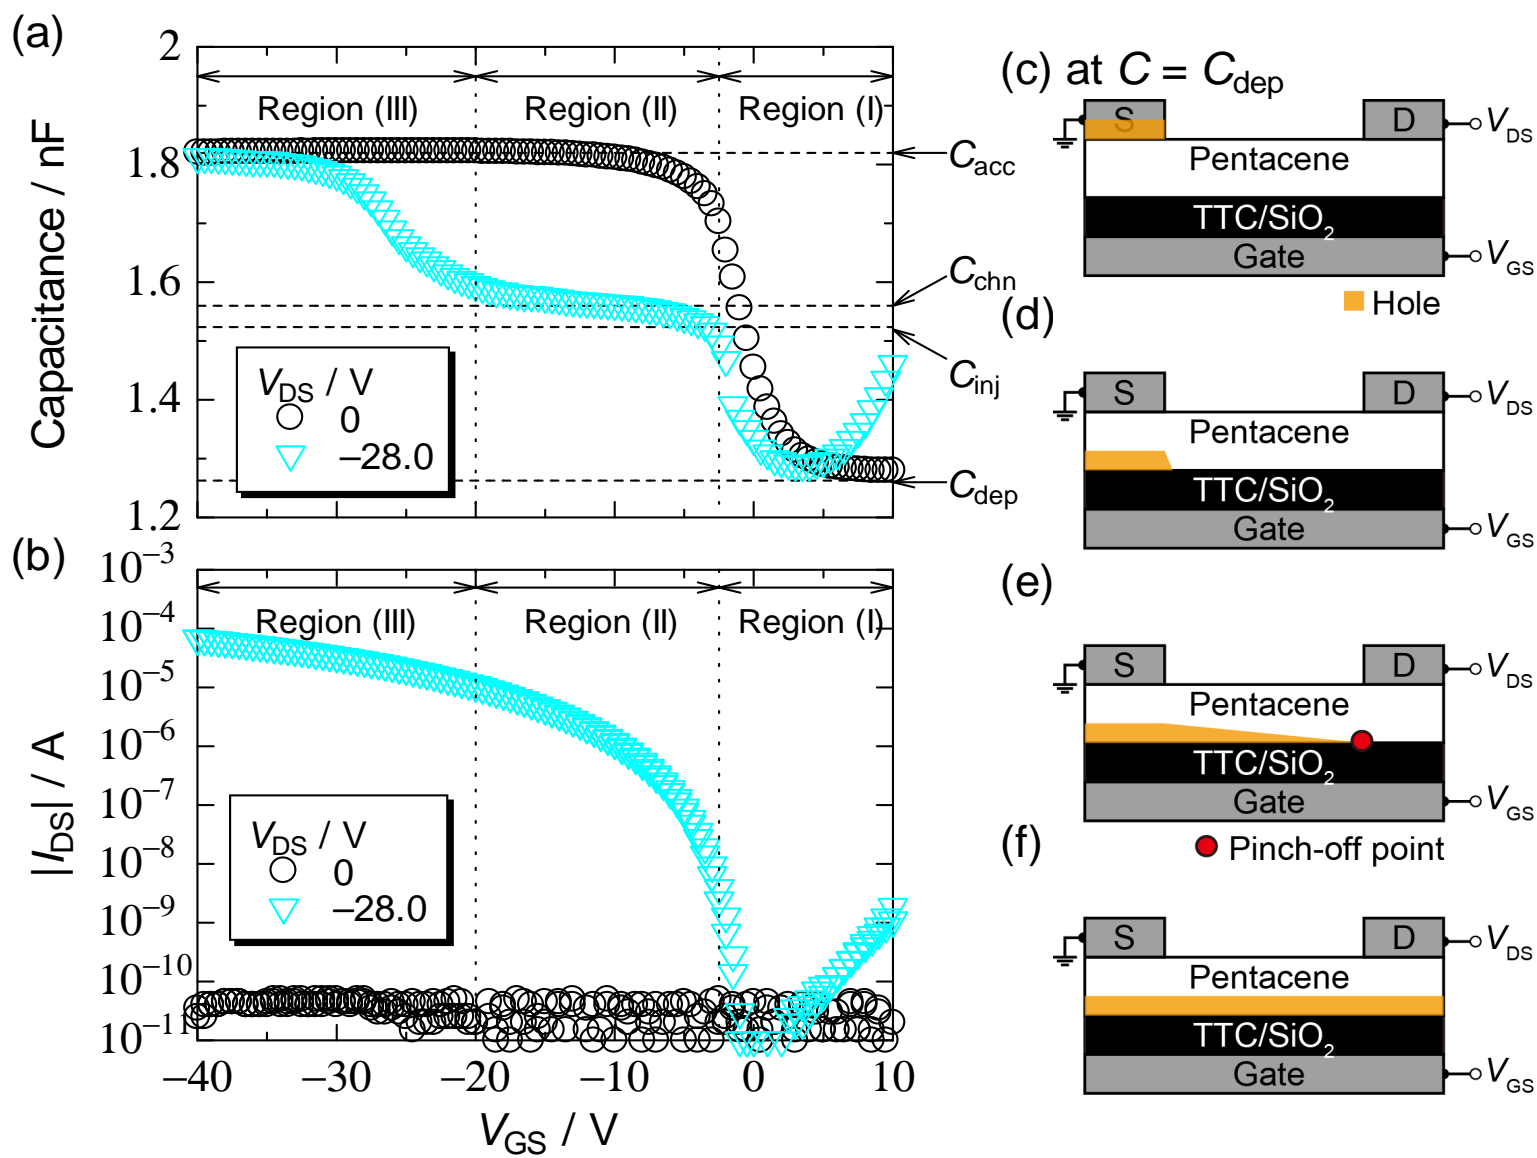 (a)
2
1.8
1.6
1.4
1.2
Capacitance / nF
Region (III)
Region (II)
Region (I)
C_acc
C_chn
C_inj
C_dep
V_DS / V
0
−28.0
(b)
10^−3
10^−4
10^−5
10^−6
10^−7
10^−8
10^−9
10^−10
10^−11
|I_DS| / A
Region (III)
Region (II)
Region (I)
V_DS / V
0
−28.0
−40
−30
−20
−10
0
10
V_GS / V
(c) at C = C_dep
S
D
V_DS
Pentacene
TTC/SiO_2
Gate
V_GS
Hole
(d)
S
D
V_DS
Pentacene
TTC/SiO_2
Gate
V_GS
(e)
S
D
V_DS
Pentacene
TTC/SiO_2
Gate
V_GS
Pinch-off point
(f)
S
D
V_DS
Pentacene
TTC/SiO_2
Gate
V_GS